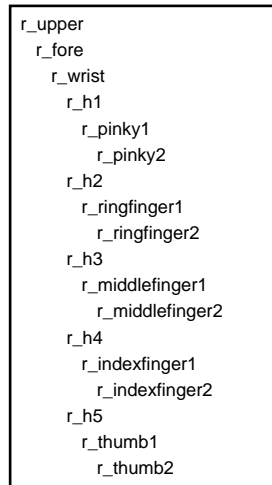 r_upper
r_fore
r_wrist
r_h1
r_pinky1
r_pinky2
r_h2
r_ringfinger1
r_ringfinger2
r_h3
r_middlefinger1
r_middlefinger2
r_h4
r_indexfinger1
r_indexfinger2
r_h5
r_thumb1
r_thumb2